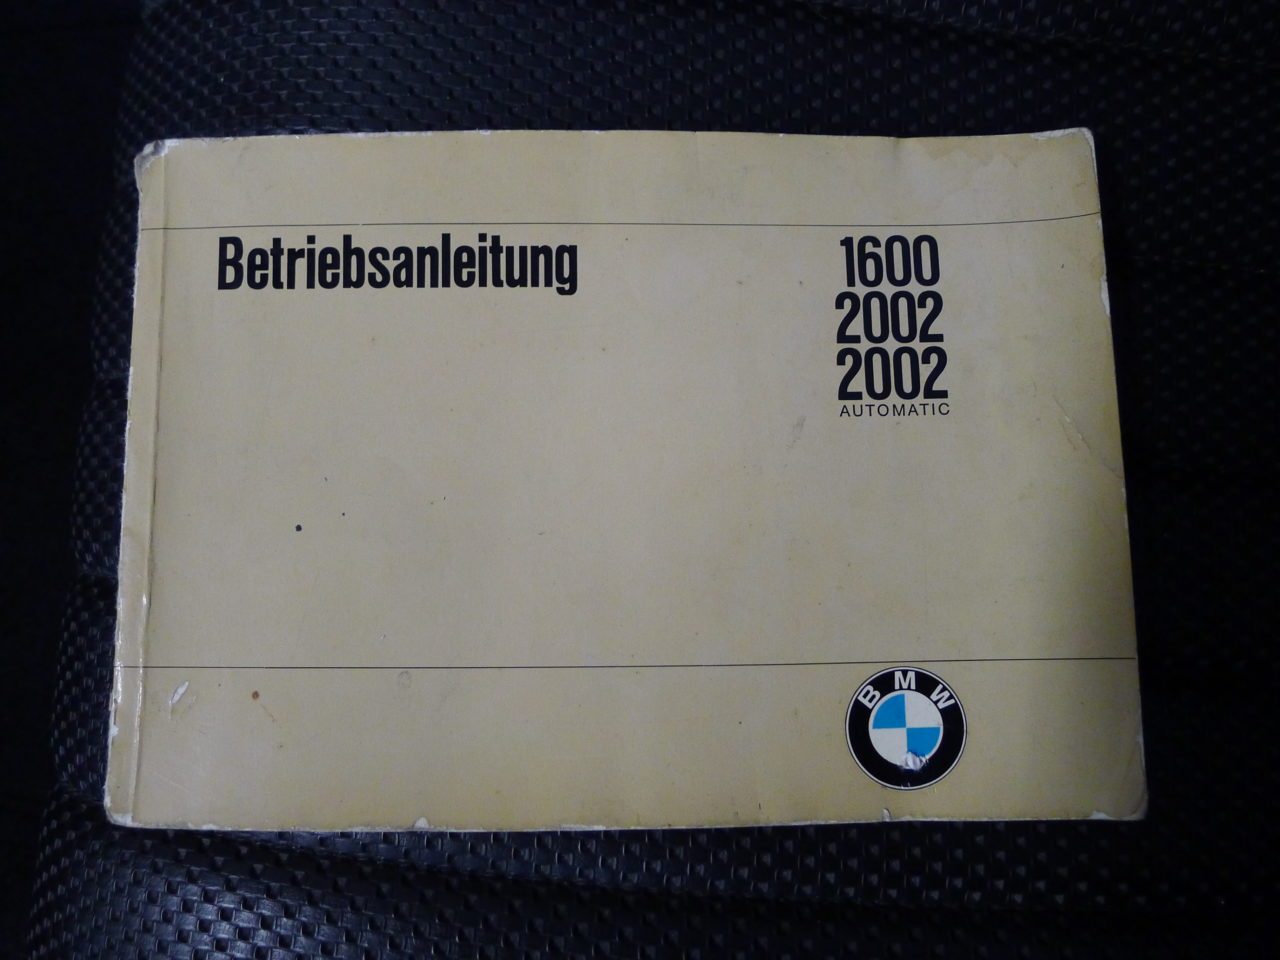 Betriebsanleitung
1600
2002
2002
AUTOMATIC
BMW